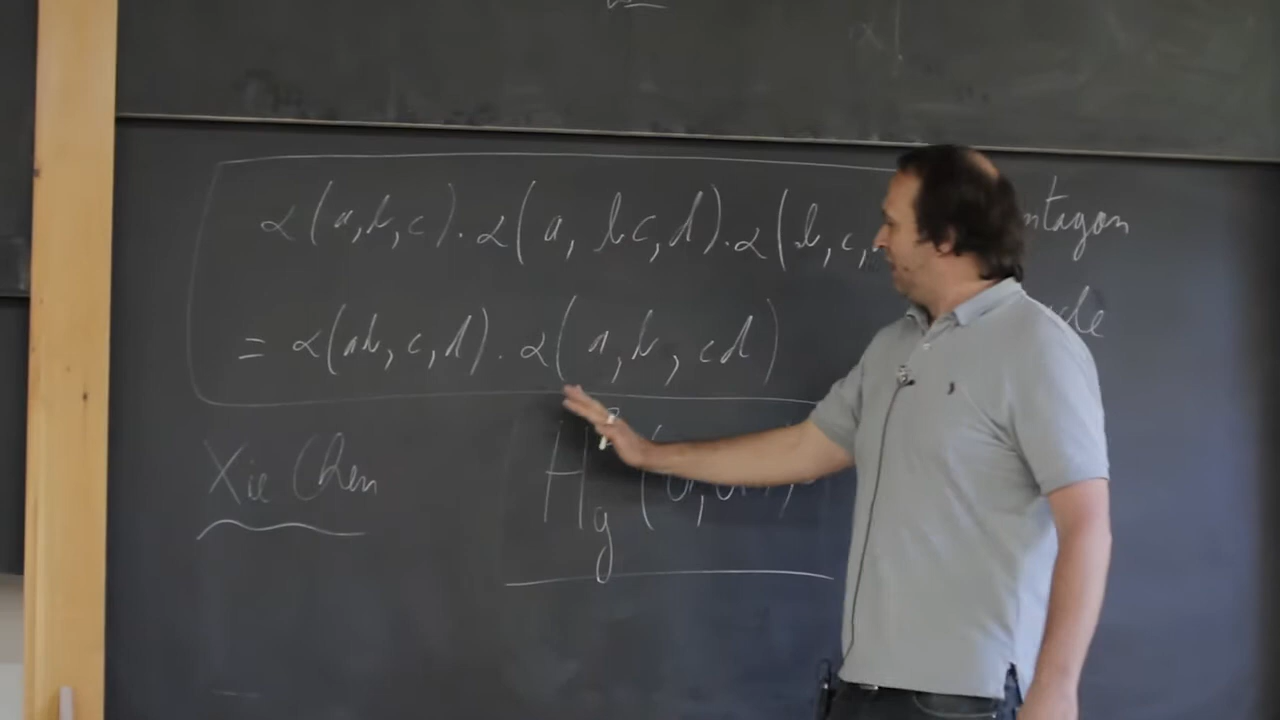 α(a,b,c).α(a, bc,d).α(b,c, ntagon
= α(ab,c,d).α(a,b,cd)
Xie Chen
H g